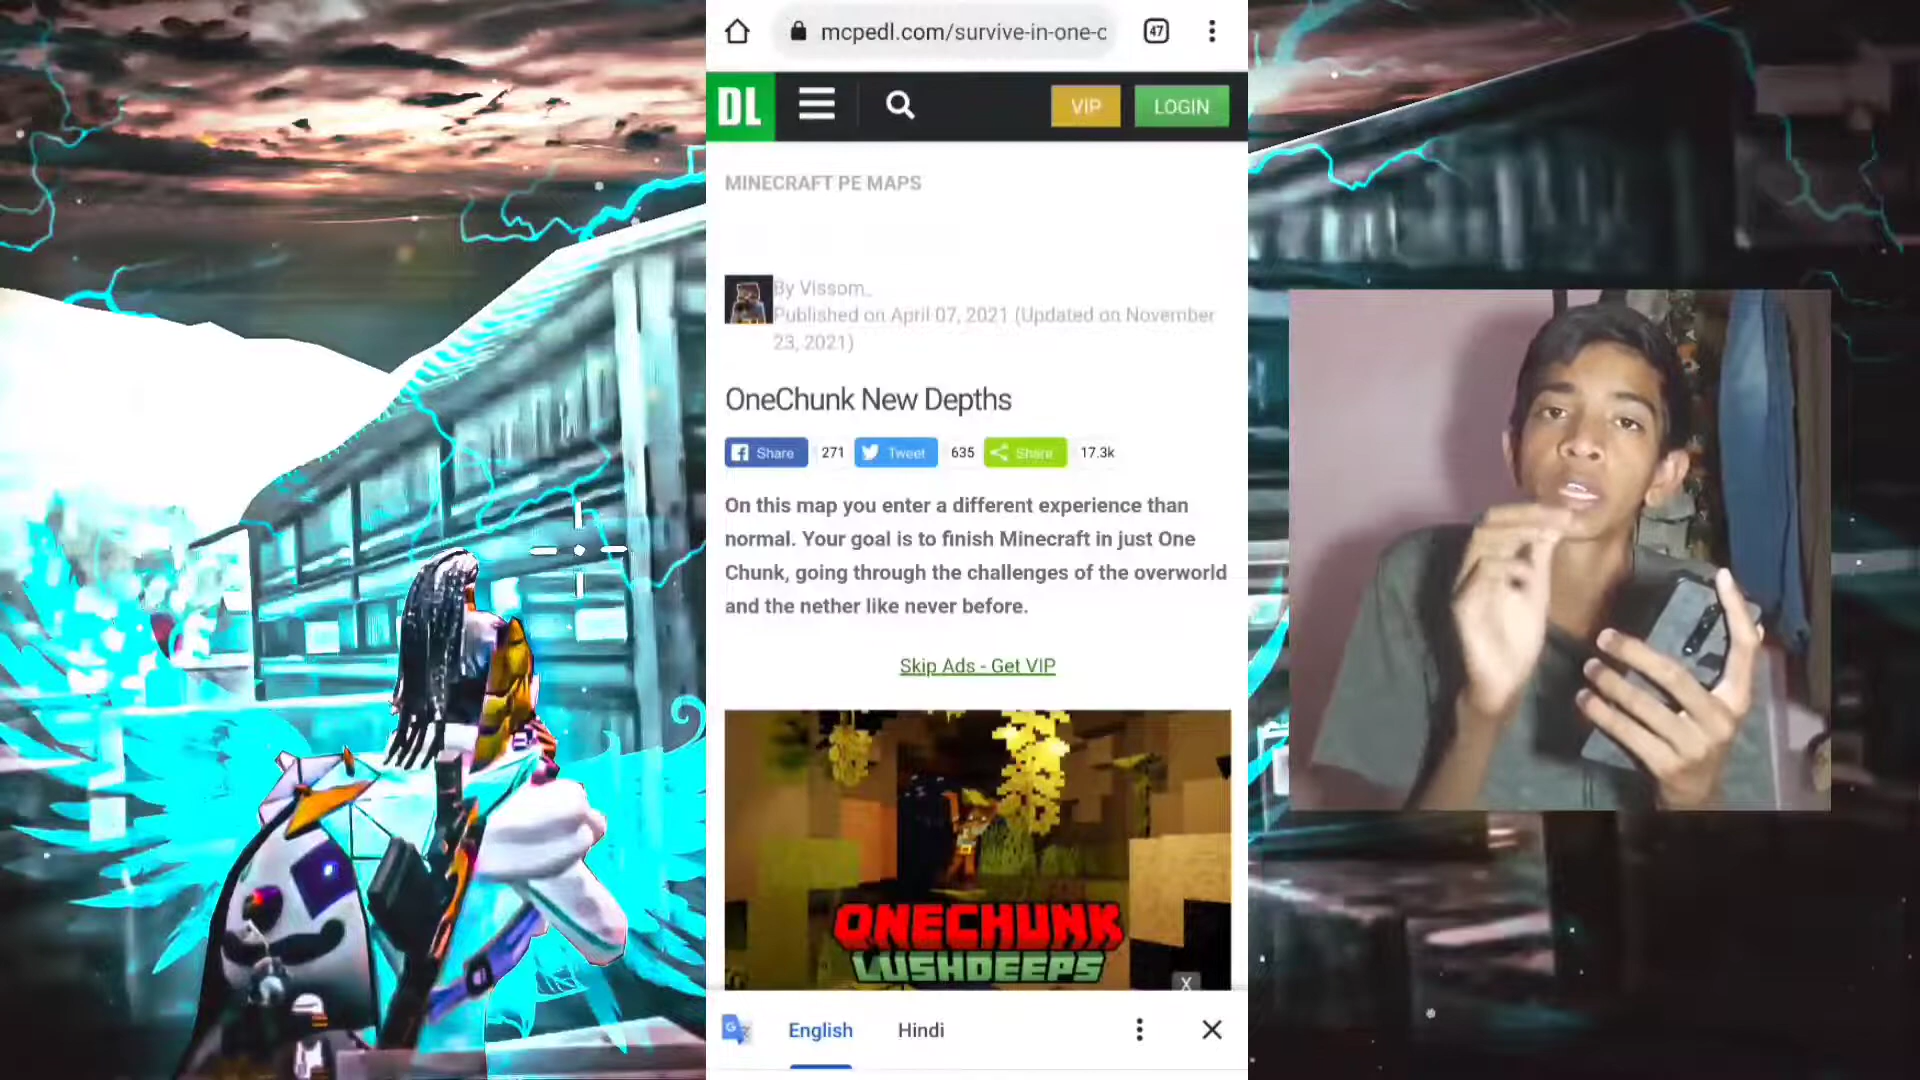 mcpedl.com/survive-in-one-c
47
DL
VIP
LOGIN
MINECRAFT PE MAPS
By Vissom_
Published on April 07, 2021 (Updated on November
23, 2021)
OneChunk New Depths
Share 271 Tweet 635 Share 17.3k
On this map you enter a different experience than
normal. Your goal is to finish Minecraft in just One
Chunk, going through the challenges of the overworld
and the nether like never before.
Skip Ads - Get VIP
ONECHUNK
LUSHDEEPS
X
English Hindi